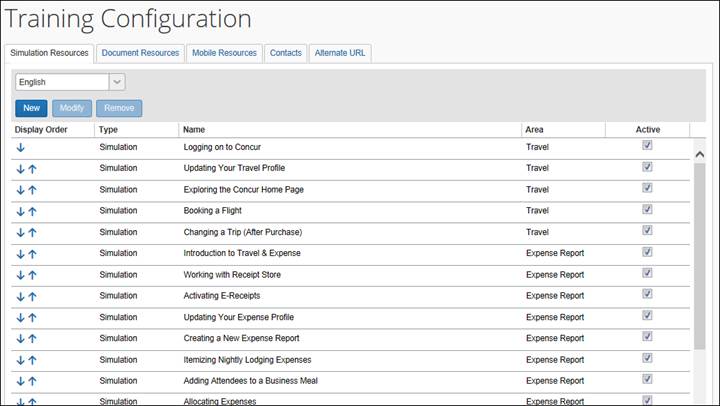 Training Configuration
Simulation Resources Document Resources Mobile Resources Contacts Alternate URL
English
New Modify Remove
Display Order Type Name Area Active
Simulation Logging on to Concur Travel
Simulation Updating Your Travel Profile Travel
Simulation Exploring the Concur Home Page Travel
Simulation Booking a Flight Travel
Simulation Changing a Trip (After Purchase) Travel
Simulation Introduction to Travel & Expense Expense Report
Simulation Working with Receipt Store Expense Report
Simulation Activating E-Receipts Expense Report
Simulation Updating Your Expense Profile Expense Report
Simulation Creating a New Expense Report Expense Report
Simulation Itemizing Nightly Lodging Expenses Expense Report
Simulation Adding Attendees to a Business Meal Expense Report
Simulation Allocating Expenses Expense Report